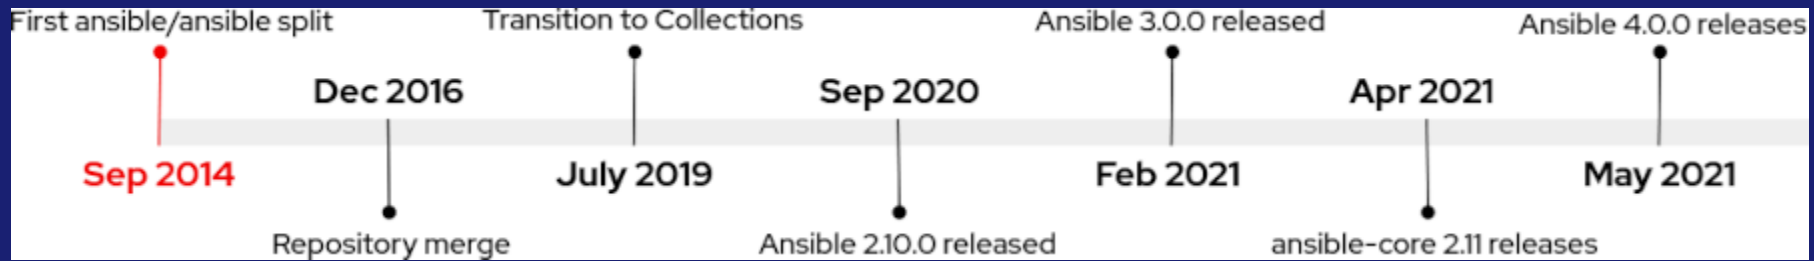 First ansible/ansible split
Transition to Collections
Ansible 3.0.0 released
Ansible 4.0.0 releases
Dec 2016
Sep 2020
Apr 2021
Sep 2014
July 2019
Feb 2021
May 2021
Repository merge
Ansible 2.10.0 released
ansible-core 2.11 releases